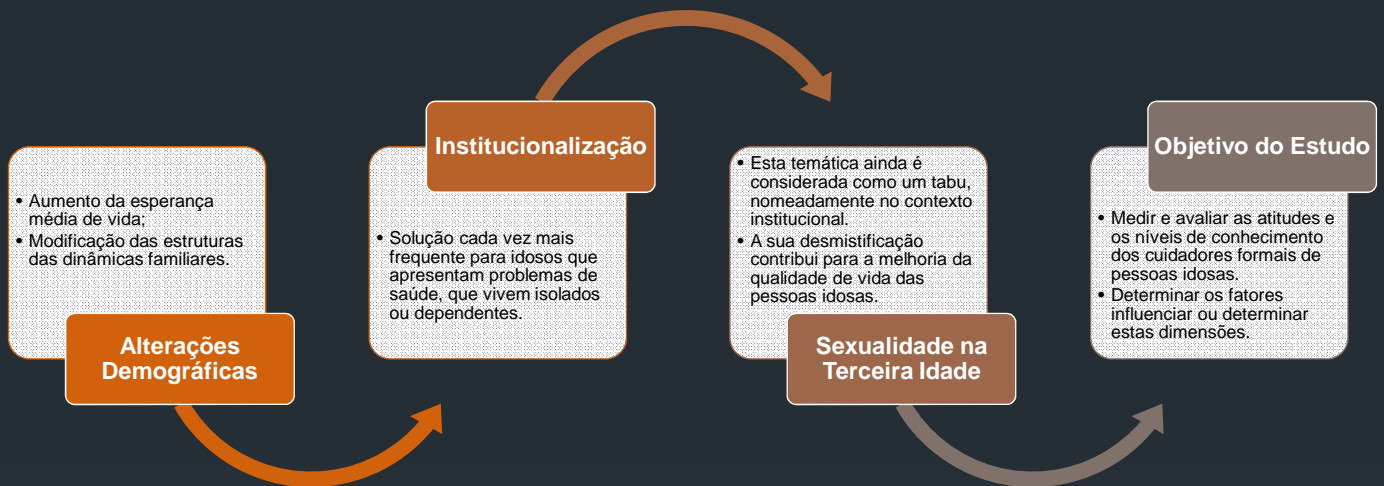 • Aumento da esperança
média de vida;
• Modificação das estruturas
das dinâmicas familiares.
Alterações
Demográficas
Institucionalização
• Solução cada vez mais
frequente para idosos que
apresentam problemas de
saúde, que vivem isolados
ou dependentes.
• Esta temática ainda é
considerada como um tabu,
nomeadamente no contexto
institucional.
• A sua desmistificação
contribui para a melhoria da
qualidade de vida das
pessoas idosas.
Sexualidade na
Terceira Idade
Objetivo do Estudo
• Medir e avaliar as atitudes e
os níveis de conhecimento
dos cuidadores formais de
pessoas idosas.
• Determinar os fatores
influenciar ou determinar
estas dimensões.